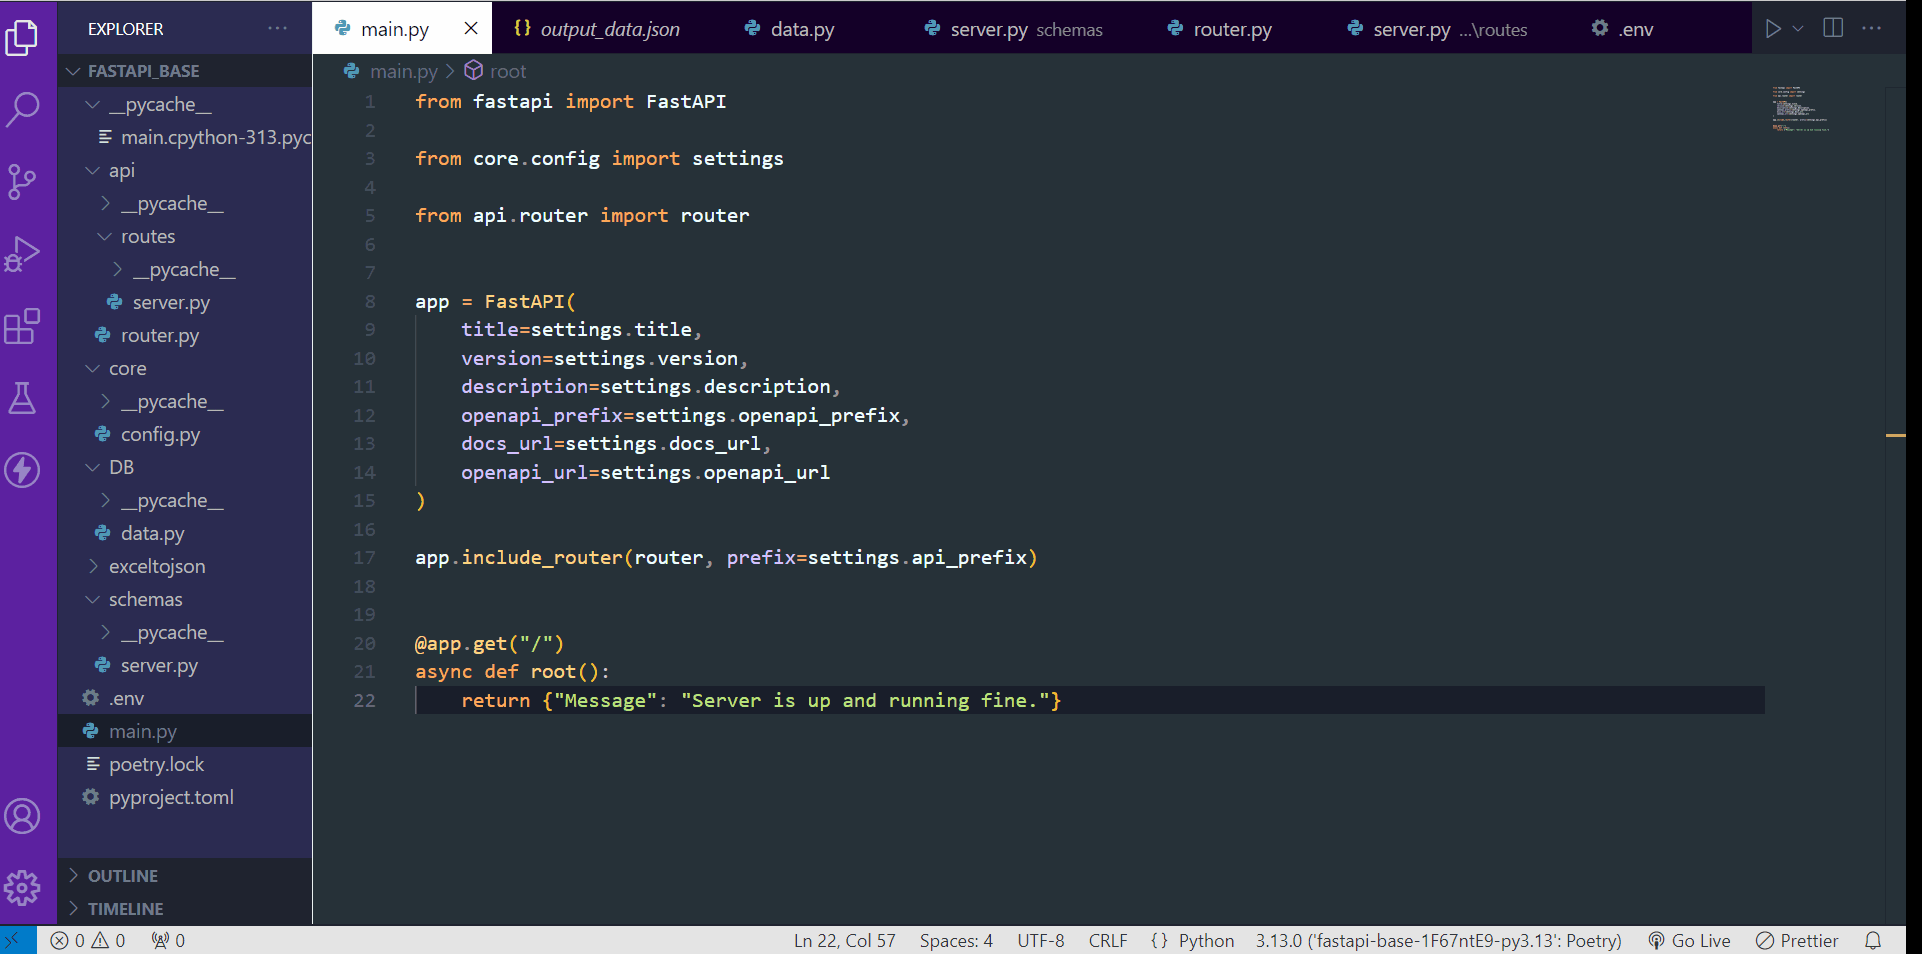 EXPLORER
main.py
{} output_data.json
data.py
server.py schemas
router.py
server.py ...\routes
.env
FASTAPI_BASE
__pycache__
main.cpython-313.pyc
api
__pycache__
routes
__pycache__
server.py
router.py
core
__pycache__
config.py
DB
__pycache__
data.py
exceltojson
schemas
__pycache__
server.py
.env
main.py
poetry.lock
pyproject.toml
OUTLINE
TIMELINE
main.py > root
1 from fastapi import FastAPI
2
3 from core.config import settings
4
5 from api.router import router
6
7
8 app = FastAPI(
9 title=settings.title,
10 version=settings.version,
11 description=settings.description,
12 openapi_prefix=settings.openapi_prefix,
13 docs_url=settings.docs_url,
14 openapi_url=settings.openapi_url
15 )
16
17 app.include_router(router, prefix=settings.api_prefix)
18
19
20 @app.get("/")
21 async def root():
22 return {"Message": "Server is up and running fine."}
0 0 0
Ln 22, Col 57 Spaces: 4 UTF-8 CRLF {} Python 3.13.0 ('fastapi-base-1F67ntE9-py3.13': Poetry) Go Live Prettier